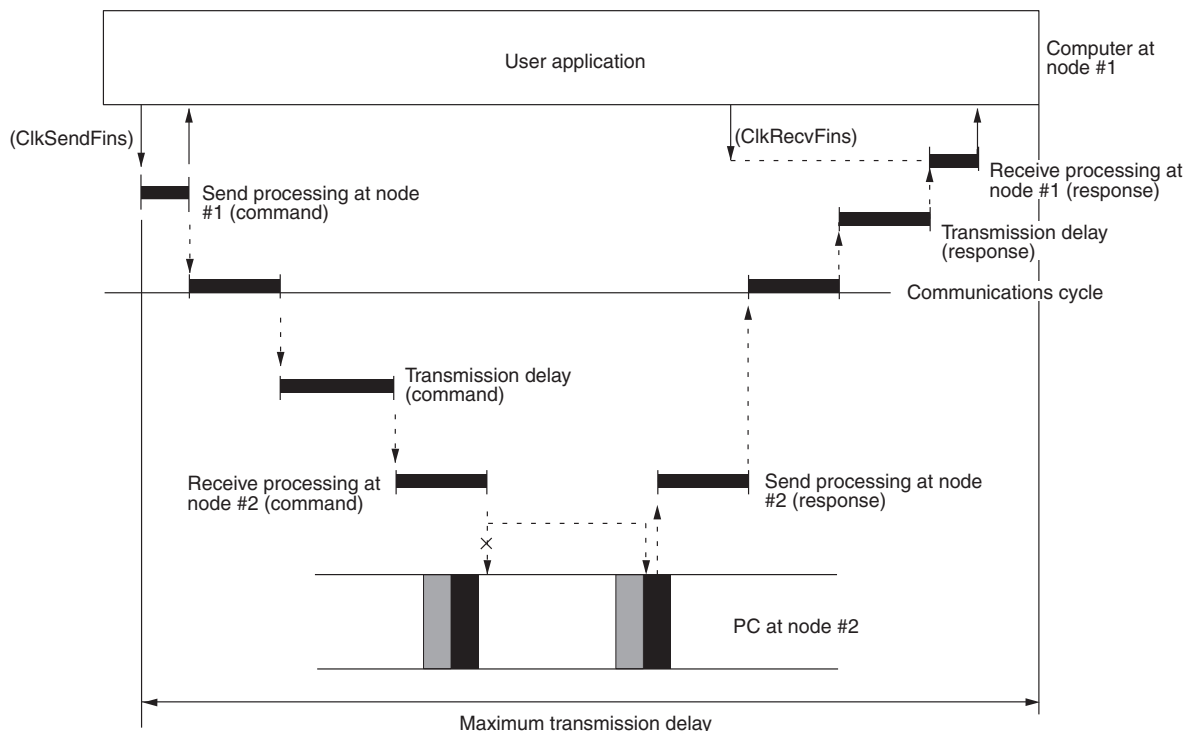 User application
Computer at
node #1
(ClkSendFins)
(ClkRecvFins)
Send processing at node
#1 (command)
Receive processing at
node #1 (response)
Transmission delay
(response)
Communications cycle
Transmission delay
(command)
Receive processing at
node #2 (command)
Send processing at node
#2 (response)
PC at node #2
Maximum transmission delay